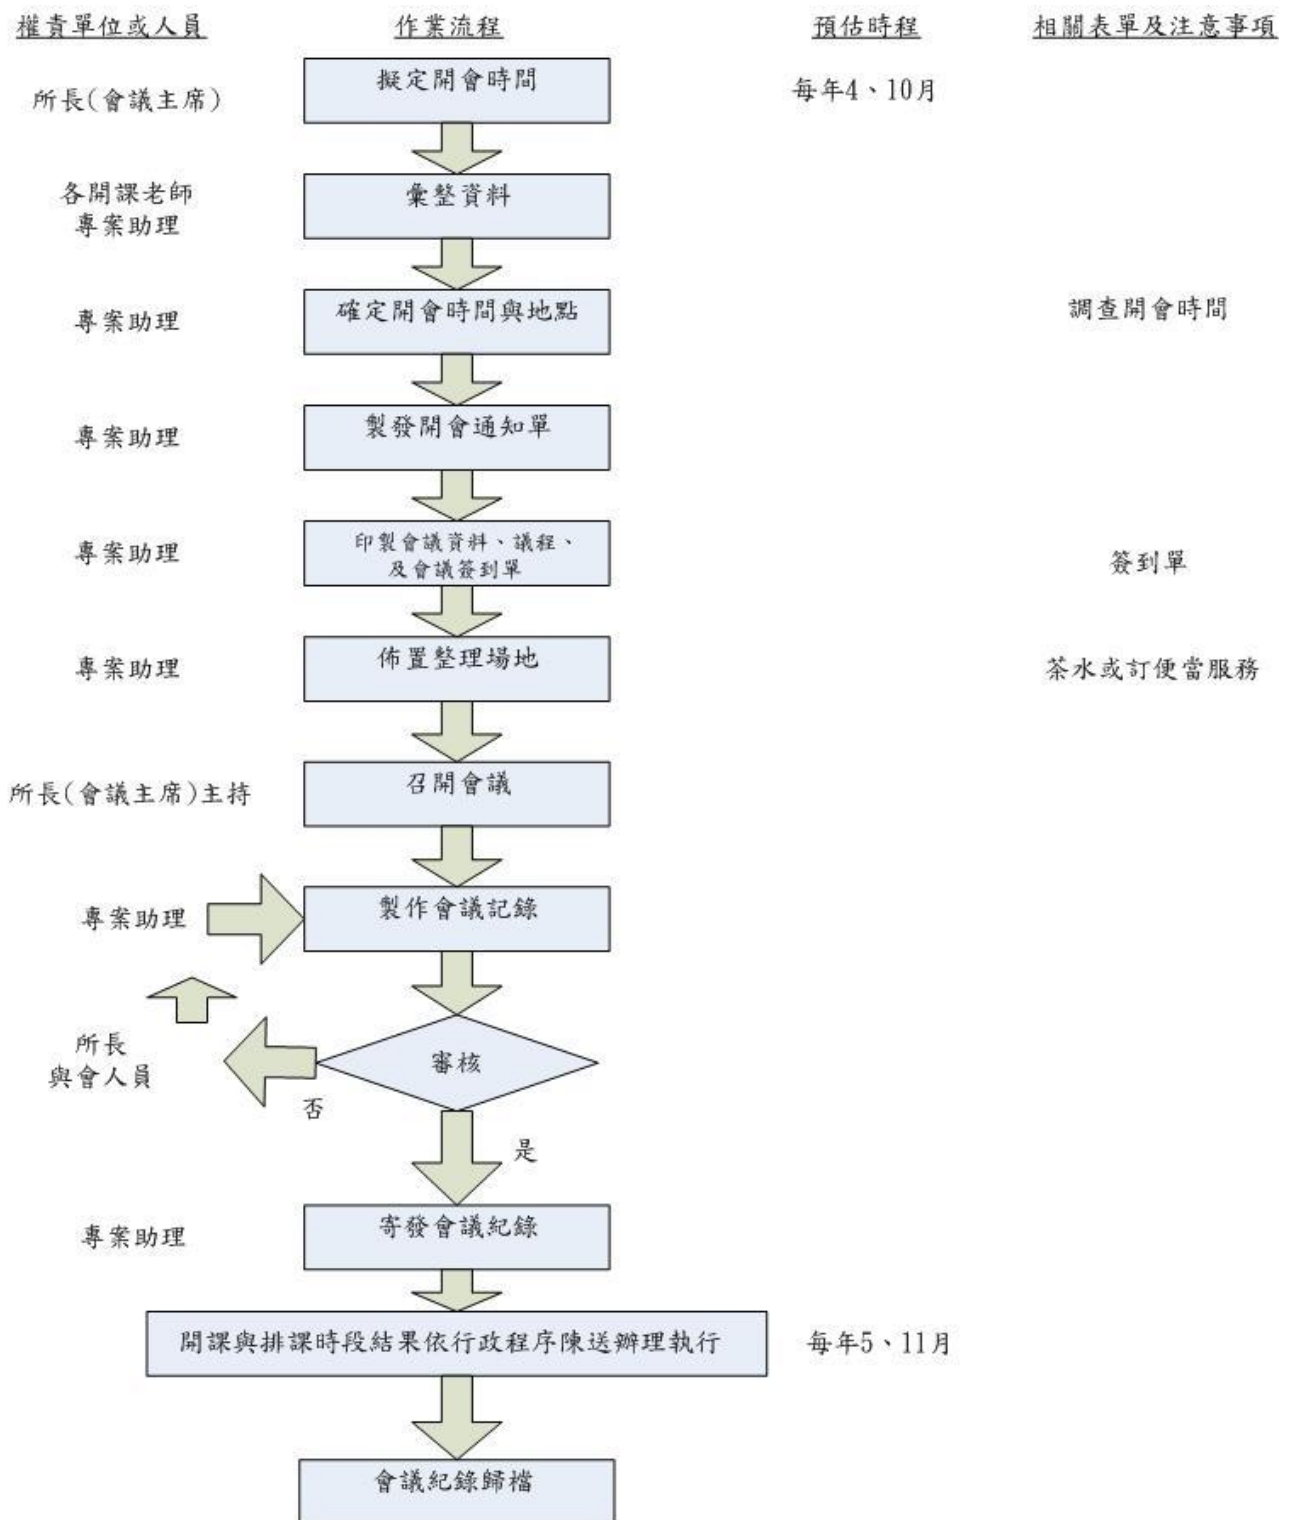 權責單位或人員 作業流程 預估時程 相關表單及注意事項
所長(會議主席) 擬定開會時間 每年4、10月
各開課老師
專案助理
彙整資料
專案助理 確定開會時間與地點 調查開會時間
專案助理 製發開會通知單
專案助理
印製會議資料、議程、
及會議簽到單
簽到單
專案助理 佈置整理場地 茶水或訂便當服務
所長(會議主席)主持 召開會議
專案助理 製作會議記錄
所長
與會人員
審核
否
是
專案助理 寄發會議紀錄
開課與排課時段結果依行政程序陳送辦理執行 每年5、11月
會議紀錄歸檔